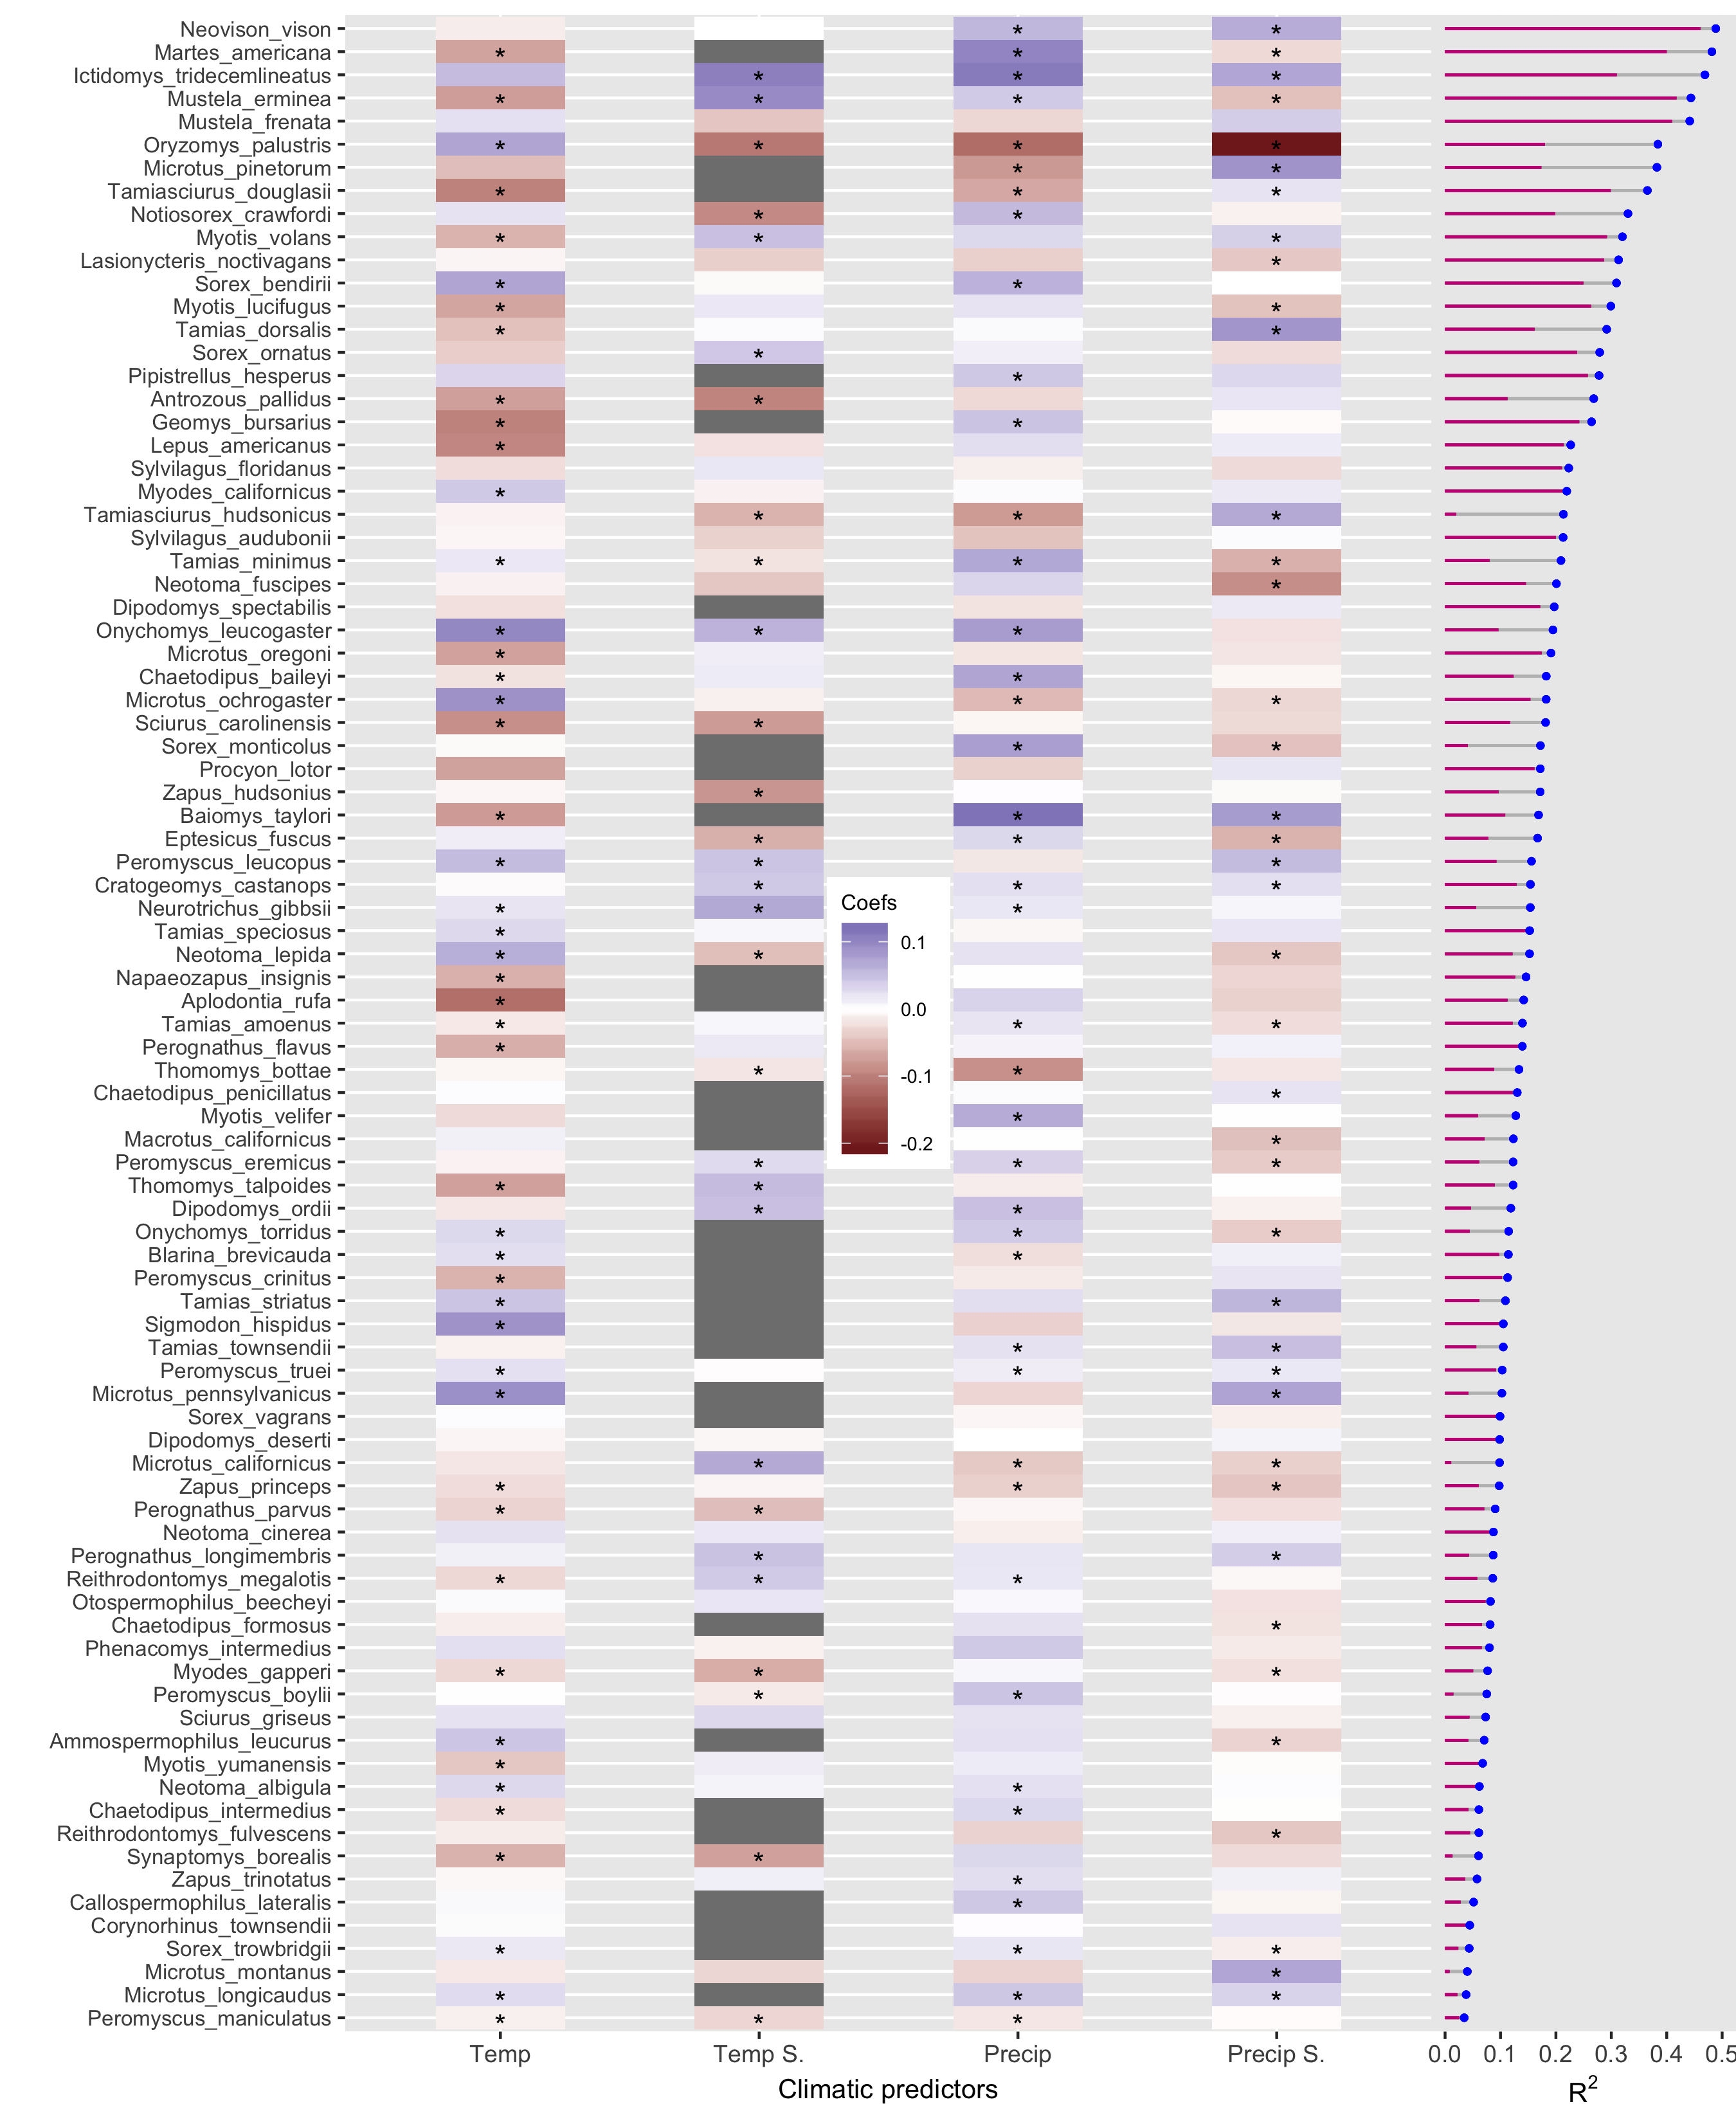 Neovison_vison
Martes_americana
Ictidomys_tridecemlineatus
Mustela_erminea
Mustela_frenata
Oryzomys_palustris
Microtus_pinetorum
Tamiasciurus_douglasii
Notiosorex_crawfordi
Myotis_volans
Lasionycteris_noctivagans
Sorex_bendirii
Myotis_lucifugus
Tamias_dorsalis
Sorex_ornatus
Pipistrellus_hesperus
Antrozous_pallidus
Geomys_bursarius
Lepus_americanus
Sylvilagus_floridanus
Myodes_californicus
Tamiasciurus_hudsonicus
Sylvilagus_audubonii
Tamias_minimus
Neotoma_fuscipes
Dipodomys_spectabilis
Onychomys_leucogaster
Microtus_oregoni
Chaetodipus_baileyi
Microtus_ochrogaster
Sciurus_carolinensis
Sorex_monticolus
Procyon_lotor
Zapus_hudsonius
Baiomys_taylori
Eptesicus_fuscus
Peromyscus_leucopus
Cratogeomys_castanops
Neurotrichus_gibbsii
Tamias_speciosus
Neotoma_lepida
Napaeozapus_insignis
Aplodontia_rufa
Tamias_amoenus
Perognathus_flavus
Thomomys_bottae
Chaetodipus_penicillatus
Myotis_velifer
Macrotus_californicus
Peromyscus_eremicus
Thomomys_talpoides
Dipodomys_ordii
Onychomys_torridus
Blarina_brevicauda
Peromyscus_crinitus
Tamias_striatus
Sigmodon_hispidus
Tamias_townsendii
Peromyscus_truei
Microtus_pennsylvanicus
Sorex_vagrans
Dipodomys_deserti
Microtus_californicus
Zapus_princeps
Perognathus_parvus
Neotoma_cinerea
Perognathus_longimembris
Reithrodontomys_megalotis
Otospermophilus_beecheyi
Chaetodipus_formosus
Phenacomys_intermedius
Myodes_gapperi
Peromyscus_boylii
Sciurus_griseus
Ammospermophilus_leucurus
Myotis_yumanensis
Neotoma_albigula
Chaetodipus_intermedius
Reithrodontomys_fulvescens
Synaptomys_borealis
Zapus_trinotatus
Callospermophilus_lateralis
Corynorhinus_townsendii
Sorex_trowbridgii
Microtus_montanus
Microtus_longicaudus
Peromyscus_maniculatus
Coefs
0.1
0.0
-0.1
-0.2
Temp Temp S. Precip Precip S.
Climatic predictors
0.0 0.1 0.2 0.3 0.4 0.5
R²